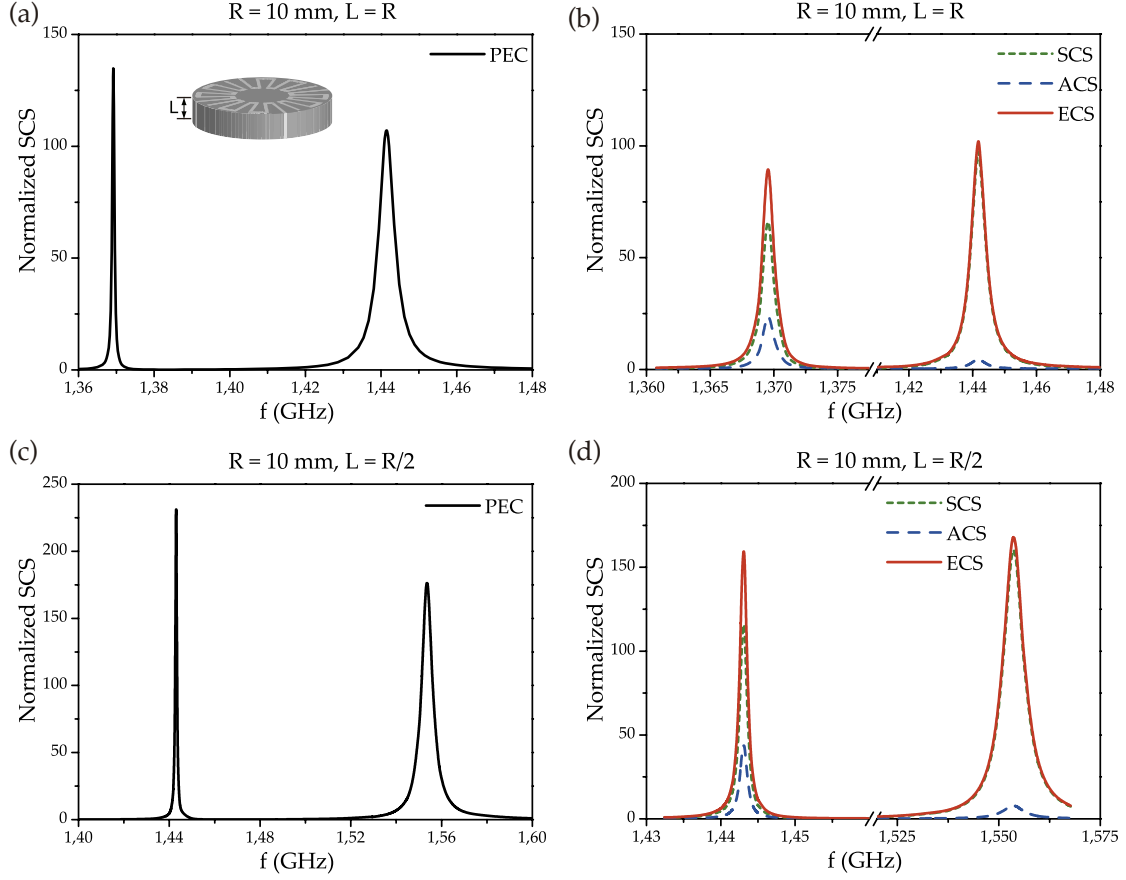 (a)
R = 10 mm, L = R
150
100
50
0
Normalized SCS
PEC
L
1,36
1,38
1,40
1,42
1,44
1,46
1,48
f (GHz)
(b)
R = 10 mm, L = R
150
100
50
0
Normalized SCS
SCS
ACS
ECS
1,360
1,365
1,370
1,375
1,42
1,44
1,46
1,48
f (GHz)
(c)
R = 10 mm, L = R/2
250
200
150
100
50
0
Normalized SCS
PEC
1,40
1,44
1,48
1,52
1,56
1,60
f (GHz)
(d)
R = 10 mm, L = R/2
200
150
100
50
0
Normalized SCS
SCS
ACS
ECS
1,43
1,44
1,45
1,525
1,550
1,575
f (GHz)